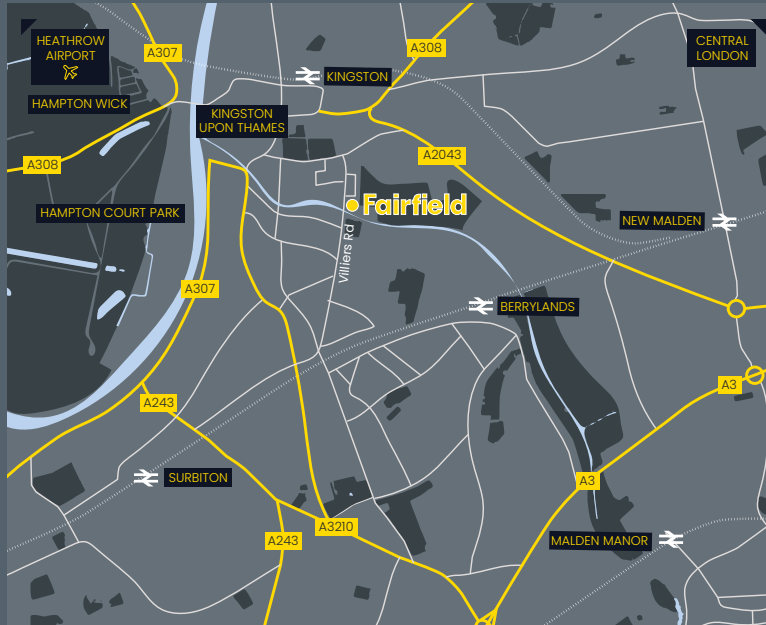 HEATHROW
AIRPORT
A307
A308
CENTRAL
LONDON
KINGSTON
HAMPTON WICK
KINGSTON
UPON THAMES
A308
A2043
Fairfield
HAMPTON COURT PARK
NEW MALDEN
Villiers Rd
A307
BERRYLANDS
A3
A243
SURBITON
A3
A3210
A243
MALDEN MANOR